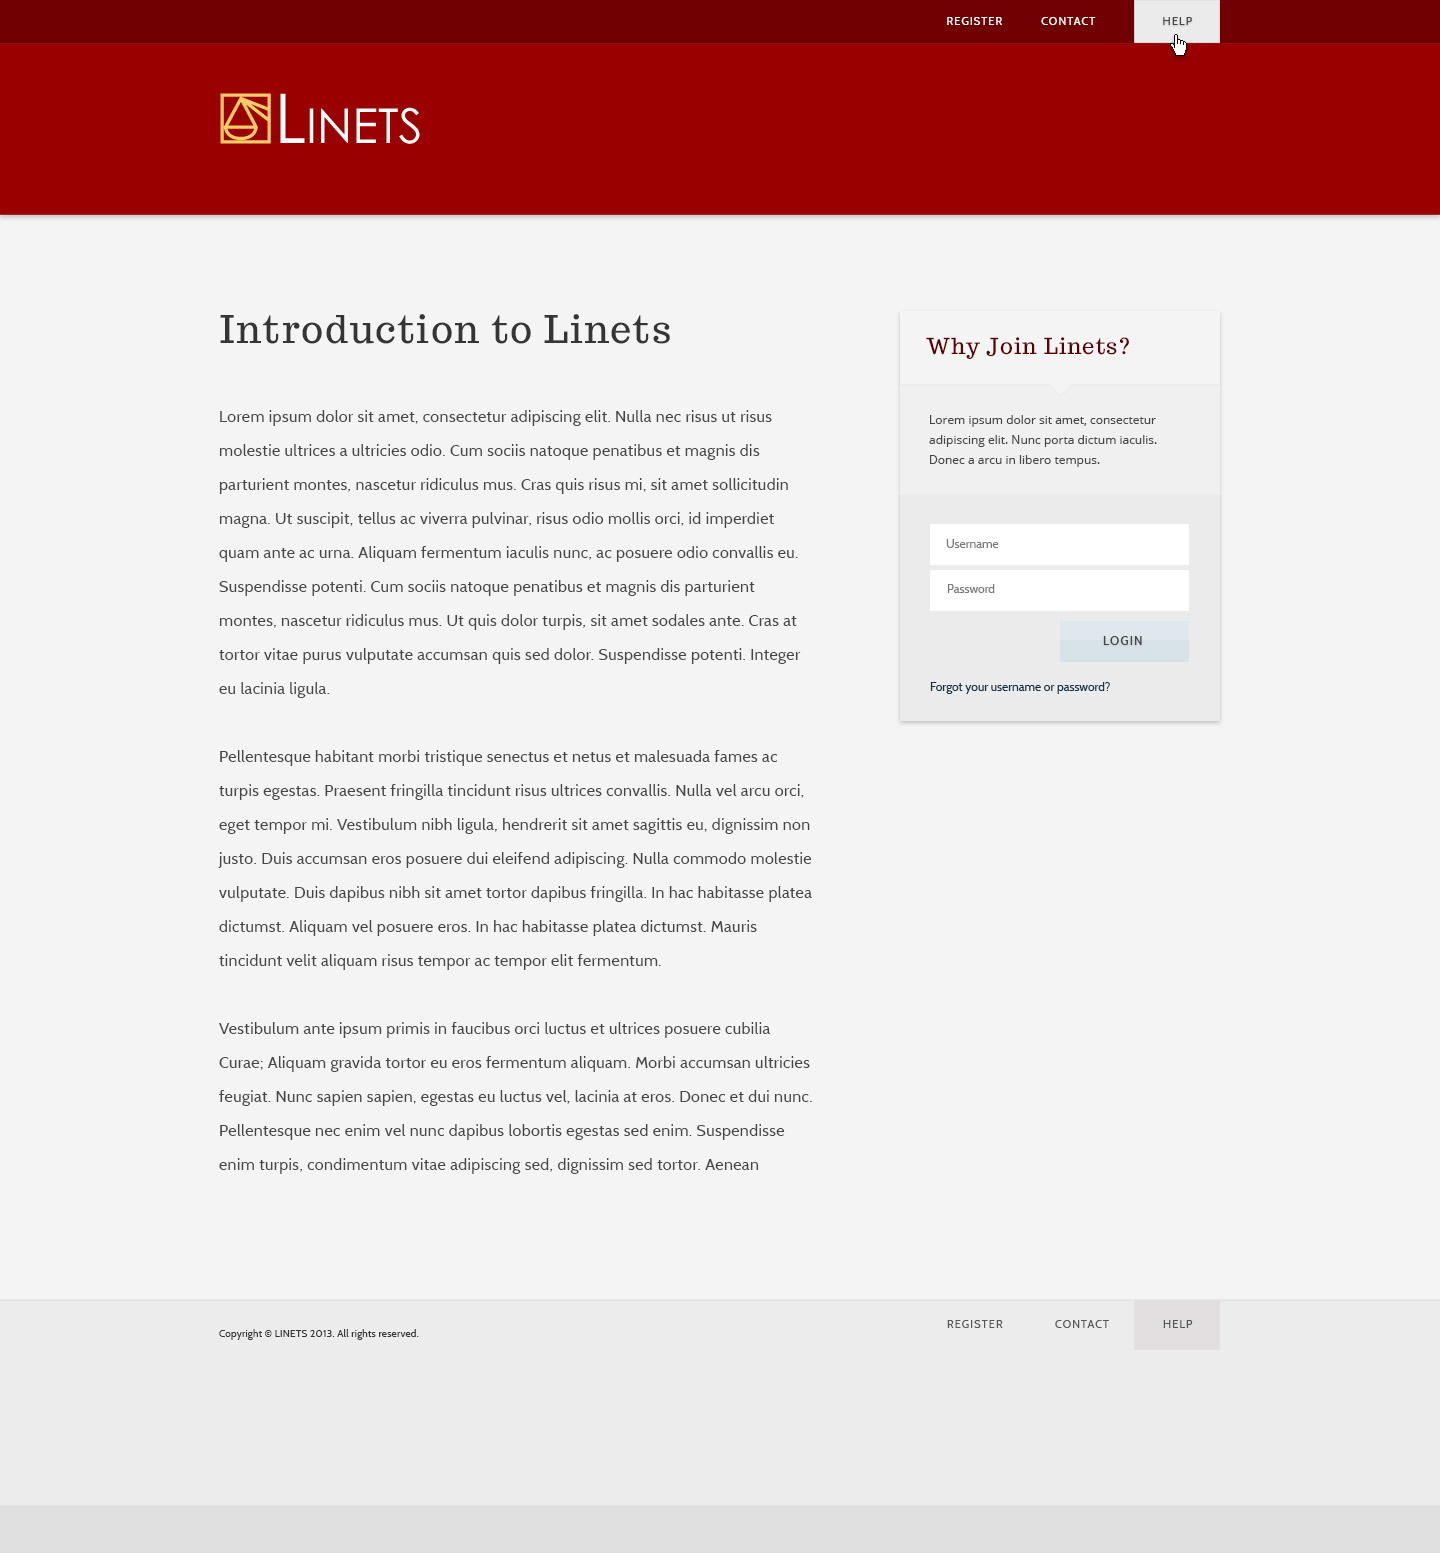 REGISTER CONTACT HELP
LINETS
Introduction to Linets
Lorem ipsum dolor sit amet, consectetur adipiscing elit. Nulla nec risus ut risus
molestie ultrices a ultricies odio. Cum sociis natoque penatibus et magnis dis
parturient montes, nascetur ridiculus mus. Cras quis risus mi, sit amet sollicitudin
magna. Ut suscipit, tellus ac viverra pulvinar, risus odio mollis orci, id imperdiet
quam ante ac urna. Aliquam fermentum iaculis nunc, ac posuere odio convallis eu.
Suspendisse potenti. Cum sociis natoque penatibus et magnis dis parturient
montes, nascetur ridiculus mus. Ut quis dolor turpis, sit amet sodales ante. Cras at
tortor vitae purus vulputate accumsan quis sed dolor. Suspendisse potenti. Integer
eu lacinia ligula.
Pellentesque habitant morbi tristique senectus et netus et malesuada fames ac
turpis egestas. Praesent fringilla tincidunt risus ultrices convallis. Nulla vel arcu orci,
eget tempor mi. Vestibulum nibh ligula, hendrerit sit amet sagittis eu, dignissim non
justo. Duis accumsan eros posuere dui eleifend adipiscing. Nulla commodo molestie
vulputate. Duis dapibus nibh sit amet tortor dapibus fringilla. In hac habitasse platea
dictumst. Aliquam vel posuere eros. In hac habitasse platea dictumst. Mauris
tincidunt velit aliquam risus tempor ac tempor elit fermentum.
Vestibulum ante ipsum primis in faucibus orci luctus et ultrices posuere cubilia
Curae; Aliquam gravida tortor eu eros fermentum aliquam. Morbi accumsan ultricies
feugiat. Nunc sapien sapien, egestas eu luctus vel, lacinia at eros. Donec et dui nunc.
Pellentesque nec enim vel nunc dapibus lobortis egestas sed enim. Suspendisse
enim turpis, condimentum vitae adipiscing sed, dignissim sed tortor. Aenean
Why Join Linets?
Lorem ipsum dolor sit amet, consectetur
adipiscing elit. Nunc porta dictum iaculis.
Donec a arcu in libero tempus.
Username
Password
LOGIN
Forgot your username or password?
Copyright © LINETS 2013. All rights reserved.
REGISTER CONTACT HELP